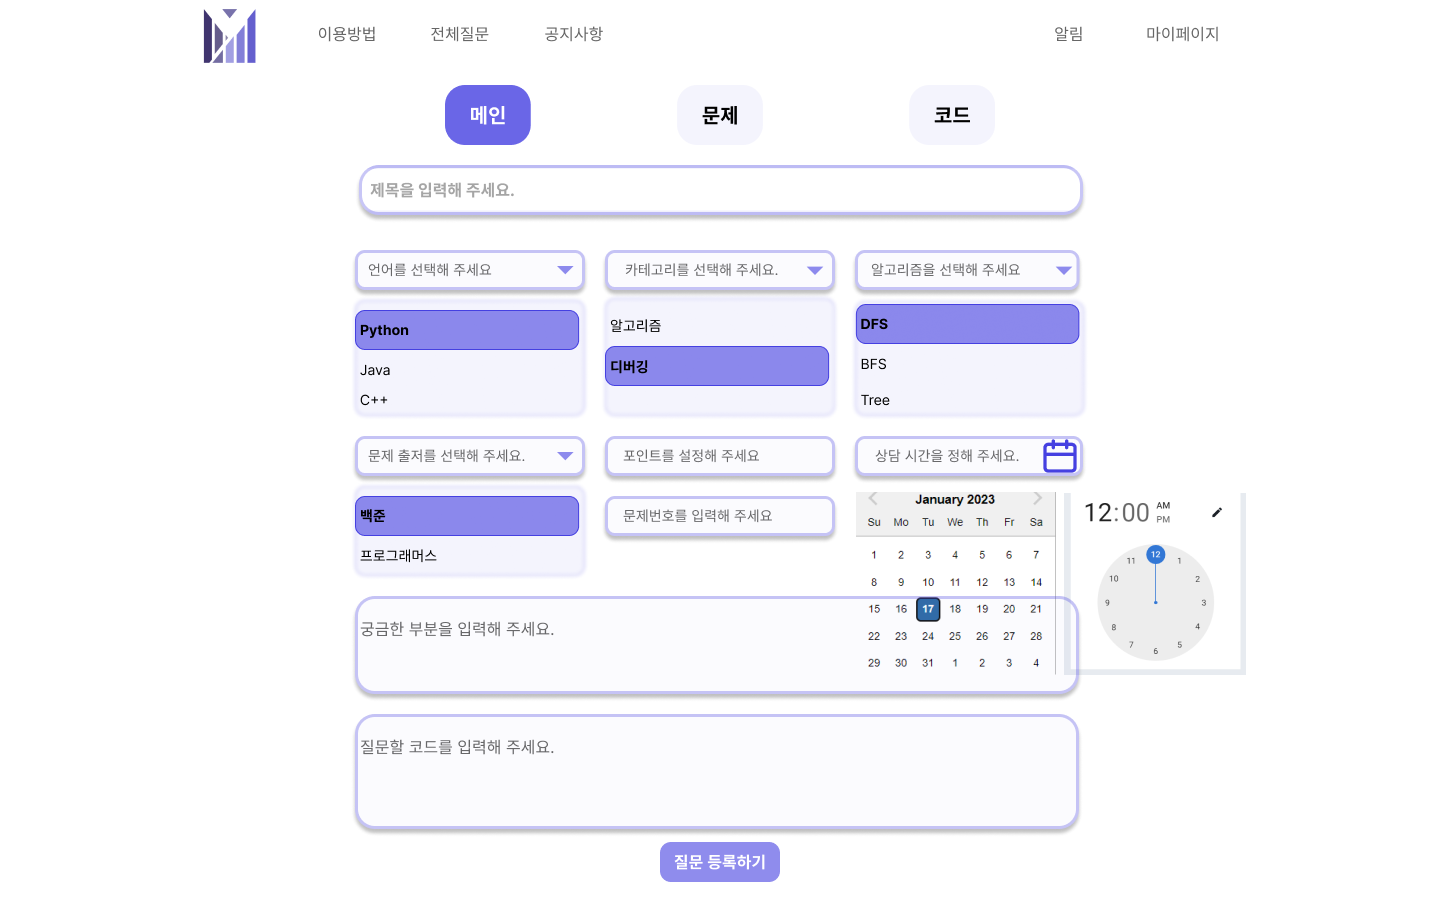 이용방법 전체질문 공지사항 알림 마이페이지
메인 문제 코드
제목을 입력해 주세요.
언어를 선택해 주세요 카테고리를 선택해 주세요. 알고리즘을 선택해 주세요
Python 알고리즘 DFS
Java 디버깅 BFS
C++ Tree
문제 출저를 선택해 주세요. 포인트를 설정해 주세요 상담 시간을 정해 주세요.
백준 문제번호를 입력해 주세요
프로그래머스
January 2023
Su Mo Tu We Th Fr Sa
1 2 3 4 5 6 7
8 9 10 11 12 13 14
15 16 17 18 19 20 21
22 23 24 25 26 27 28
29 30 31 1 2 3 4
12:00 AM
PM
12
11 1
10 2
9 3
8 4
7 5
6
궁금한 부분을 입력해 주세요.
질문할 코드를 입력해 주세요.
질문 등록하기